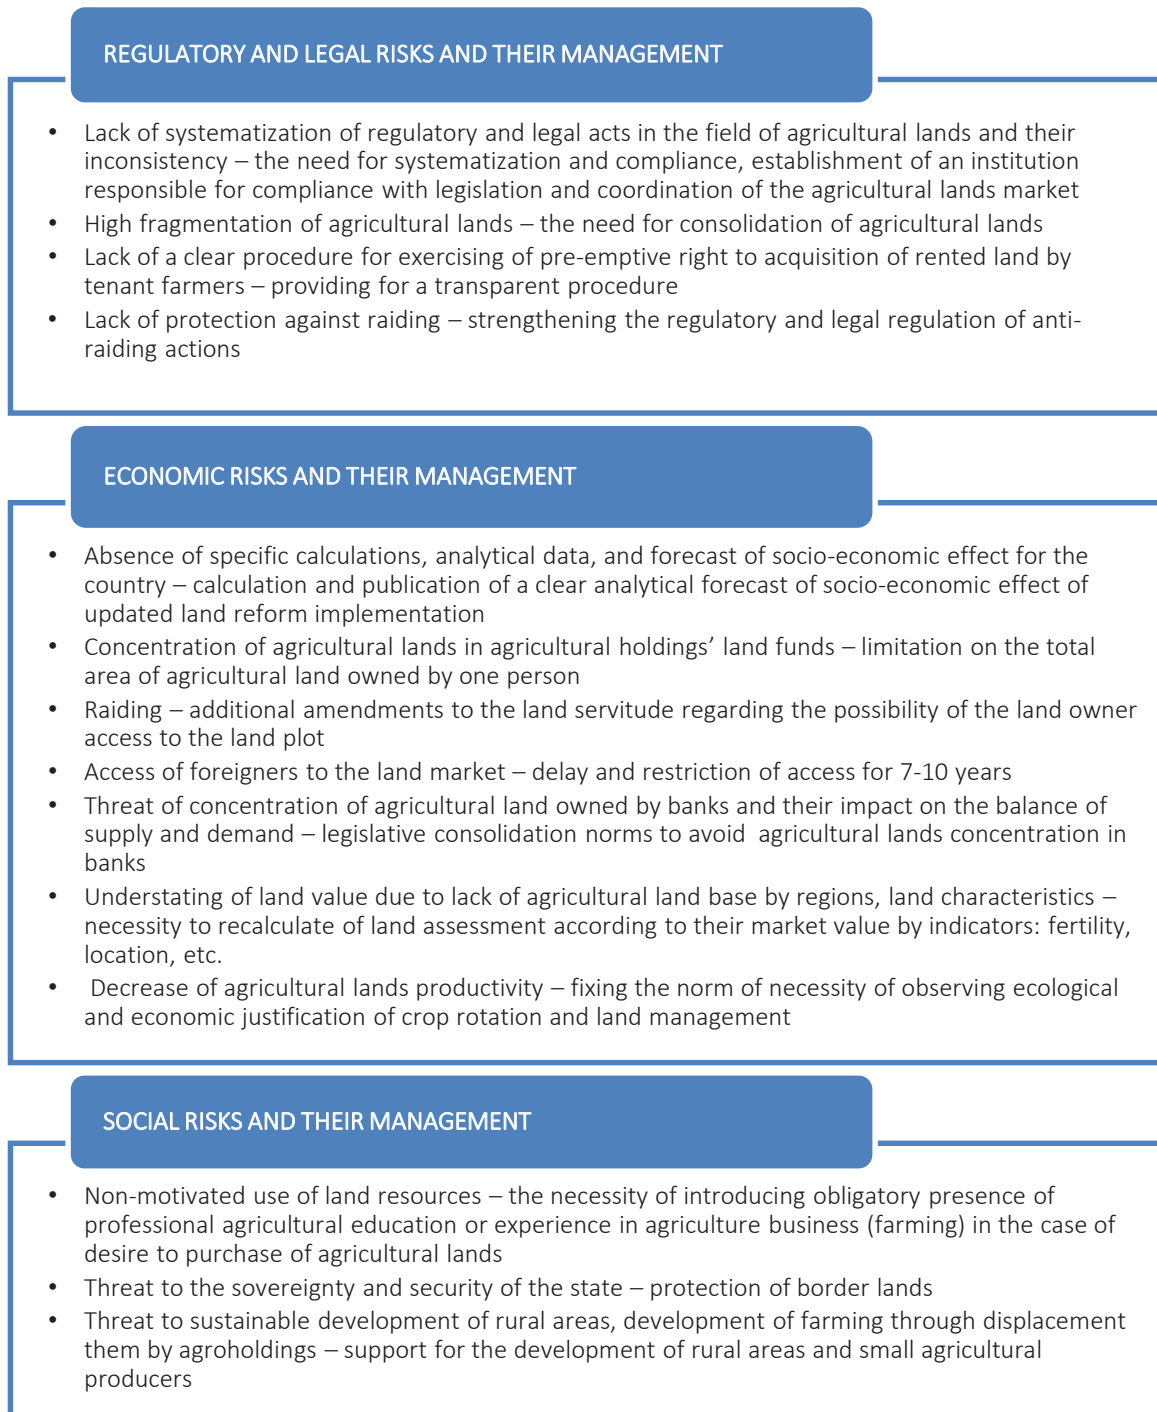 REGULATORY AND LEGAL RISKS AND THEIR MANAGEMENT
• Lack of systematization of regulatory and legal acts in the field of agricultural lands and their
inconsistency – the need for systematization and compliance, establishment of an institution
responsible for compliance with legislation and coordination of the agricultural lands market
• High fragmentation of agricultural lands – the need for consolidation of agricultural lands
• Lack of a clear procedure for exercising of pre-emptive right to acquisition of rented land by
tenant farmers – providing for a transparent procedure
• Lack of protection against raiding – strengthening the regulatory and legal regulation of anti-
raiding actions
ECONOMIC RISKS AND THEIR MANAGEMENT
• Absence of specific calculations, analytical data, and forecast of socio-economic effect for the
country – calculation and publication of a clear analytical forecast of socio-economic effect of
updated land reform implementation
• Concentration of agricultural lands in agricultural holdings’ land funds – limitation on the total
area of agricultural land owned by one person
• Raiding – additional amendments to the land servitude regarding the possibility of the land owner
access to the land plot
• Access of foreigners to the land market – delay and restriction of access for 7-10 years
• Threat of concentration of agricultural land owned by banks and their impact on the balance of
supply and demand – legislative consolidation norms to avoid agricultural lands concentration in
banks
• Understating of land value due to lack of agricultural land base by regions, land characteristics –
necessity to recalculate of land assessment according to their market value by indicators: fertility,
location, etc.
• Decrease of agricultural lands productivity – fixing the norm of necessity of observing ecological
and economic justification of crop rotation and land management
SOCIAL RISKS AND THEIR MANAGEMENT
• Non-motivated use of land resources – the necessity of introducing obligatory presence of
professional agricultural education or experience in agriculture business (farming) in the case of
desire to purchase of agricultural lands
• Threat to the sovereignty and security of the state – protection of border lands
• Threat to sustainable development of rural areas, development of farming through displacement
them by agroholdings – support for the development of rural areas and small agricultural
producers